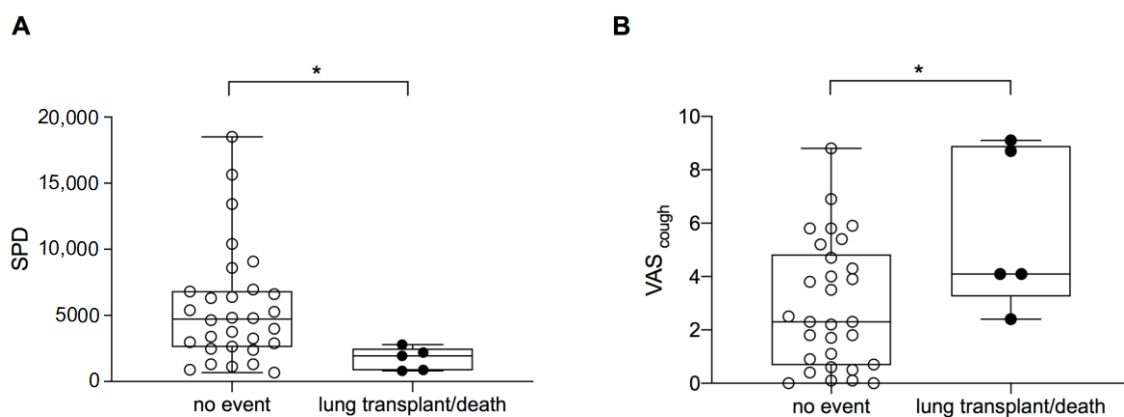 A
*
SPD
20,000
15,000
10,000
5000
0
no event
lung transplant/death
B
*
VAS cough
10
8
6
4
2
0
no event
lung transplant/death